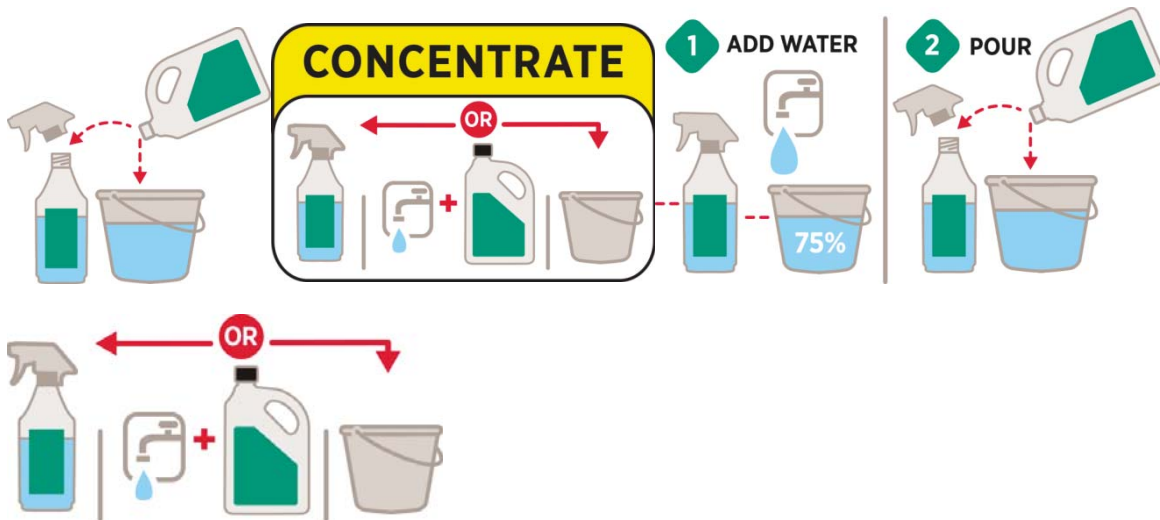 CONCENTRATE
OR
1 ADD WATER
75%
2 POUR
OR